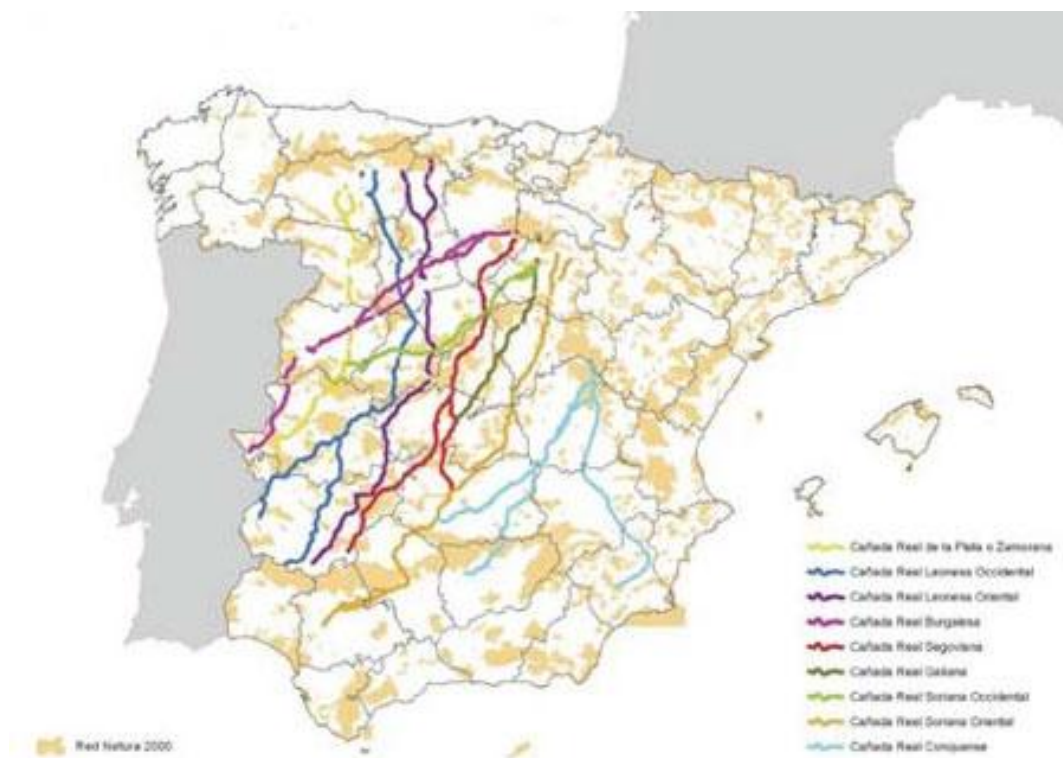 Cañada Real de la Plata o Zamorana
Cañada Real Leonesa Occidental
Cañada Real Leonesa Oriental
Cañada Real Burgalesa
Cañada Real Segoviana
Cañada Real Galiana
Cañada Real Soriana Occidental
Cañada Real Soriana Oriental
Cañada Real Conquense
Red Natura 2000